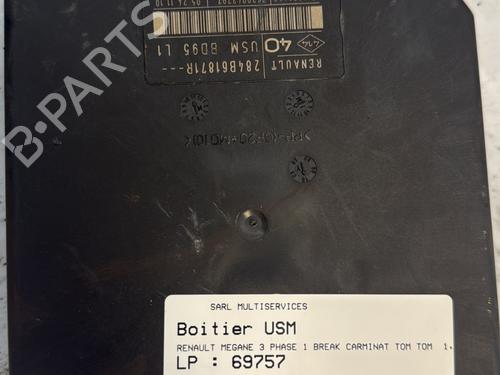 RENAULT
284B61871R---
40 USM BD95 L1
B-PARTS
SARL MULTISERVICES
Boitier USM
RENAULT MEGANE 3 PHASE 1 BREAK CARMINAT TOM TOM 1.
LP : 69757